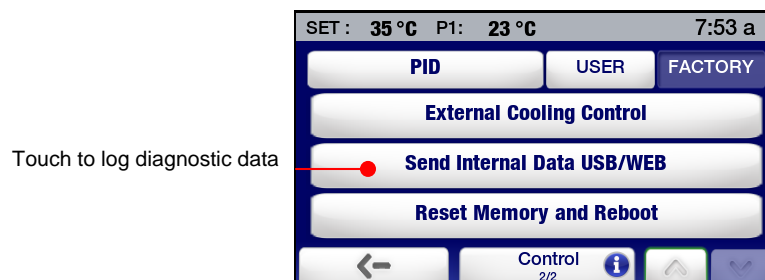 SET : 35 °C P1: 23 °C 7:53 a
PID USER FACTORY
External Cooling Control
Touch to log diagnostic data
Send Internal Data USB/WEB
Reset Memory and Reboot
Control
2/2